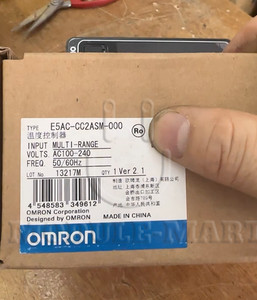 TYPE E5AC-CC2ASM-000
温度控制器
Ro
INPUT MULTI-RANGE
VOLTS AC100-240
FREQ. 50/60Hz
LOT No 13217M QTY 1 Ver 2.1
4 548583 349612
OMRON Corporation
Designed by OMRON
MADE IN CHINA
OMRON